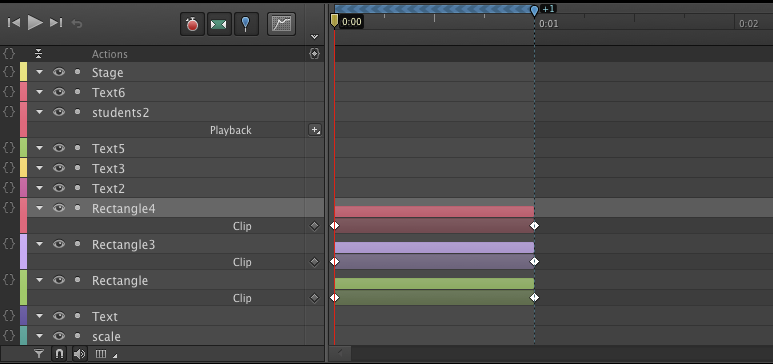 0:00
+1
0:01
0:02
Actions
Stage
Text6
students2
Playback
Text5
Text3
Text2
Rectangle4
Clip
Rectangle3
Clip
Rectangle
Clip
Text
scale